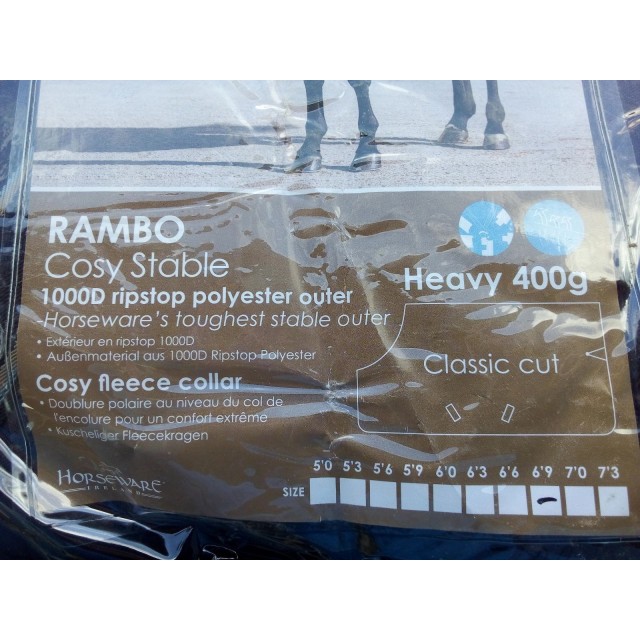 RAMBO
Cosy Stable
1000D ripstop polyester outer
-Horseware's toughest stable outer
• Extérieur en ripstop 1000D
• Außenmaterial aus 1000D Ripstop Polyester
Cosy fleece collar
• Doublure polaire au niveau du col de
l'encolure pour un confort extrême
• Kuscheliger Fleecekragen
HORSEWARE
IRELAND
Heavy 400g
Classic cut
5'0 5'3 5'6 5'9 6'0 6'3 6'6 6'9 7'0 7'3
SIZE